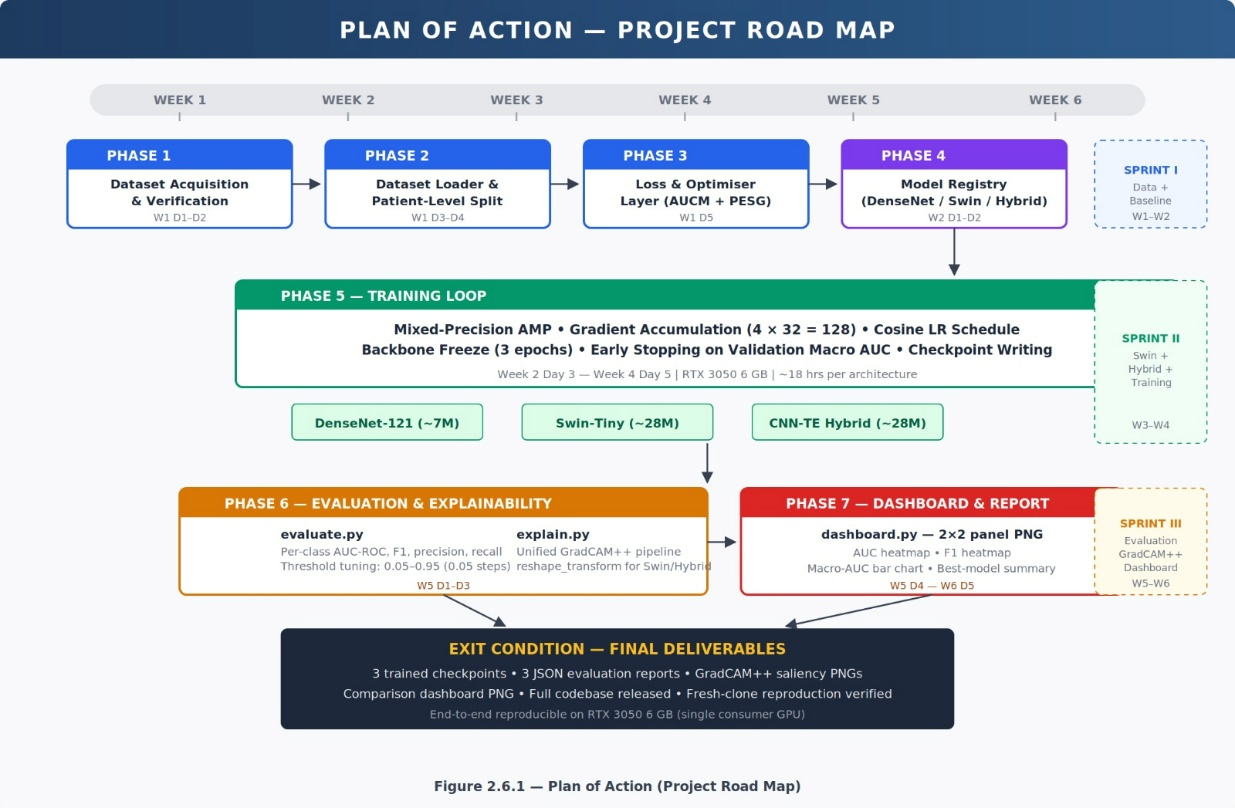 PLAN OF ACTION — PROJECT ROAD MAP
WEEK 1
WEEK 2
WEEK 3
WEEK 4
WEEK 5
WEEK 6
PHASE 1
Dataset Acquisition
& Verification
W1 D1–D2
PHASE 2
Dataset Loader &
Patient-Level Split
W1 D3–D4
PHASE 3
Loss & Optimiser
Layer (AUCM + PESG)
W1 D5
PHASE 4
Model Registry
(DenseNet / Swin / Hybrid)
W2 D1–D2
SPRINT I
Data +
Baseline
W1–W2
PHASE 5 — TRAINING LOOP
Mixed-Precision AMP • Gradient Accumulation (4 × 32 = 128) • Cosine LR Schedule
Backbone Freeze (3 epochs) • Early Stopping on Validation Macro AUC • Checkpoint Writing
Week 2 Day 3 — Week 4 Day 5 | RTX 3050 6 GB | ~18 hrs per architecture
SPRINT II
Swin +
Hybrid +
Training
W3–W4
DenseNet-121 (~7M)
Swin-Tiny (~28M)
CNN-TE Hybrid (~28M)
PHASE 6 — EVALUATION & EXPLAINABILITY
evaluate.py
Per-class AUC-ROC, F1, precision, recall
Threshold tuning: 0.05–0.95 (0.05 steps)
explain.py
Unified GradCAM++ pipeline
reshape_transform for Swin/Hybrid
W5 D1–D3
PHASE 7 — DASHBOARD & REPORT
dashboard.py — 2×2 panel PNG
AUC heatmap • F1 heatmap
Macro-AUC bar chart • Best-model summary
W5 D4 — W6 D5
SPRINT III
Evaluation
GradCAM++
Dashboard
W5–W6
EXIT CONDITION — FINAL DELIVERABLES
3 trained checkpoints • 3 JSON evaluation reports • GradCAM++ saliency PNGs
Comparison dashboard PNG • Full codebase released • Fresh-clone reproduction verified
End-to-end reproducible on RTX 3050 6 GB (single consumer GPU)
Figure 2.6.1 — Plan of Action (Project Road Map)